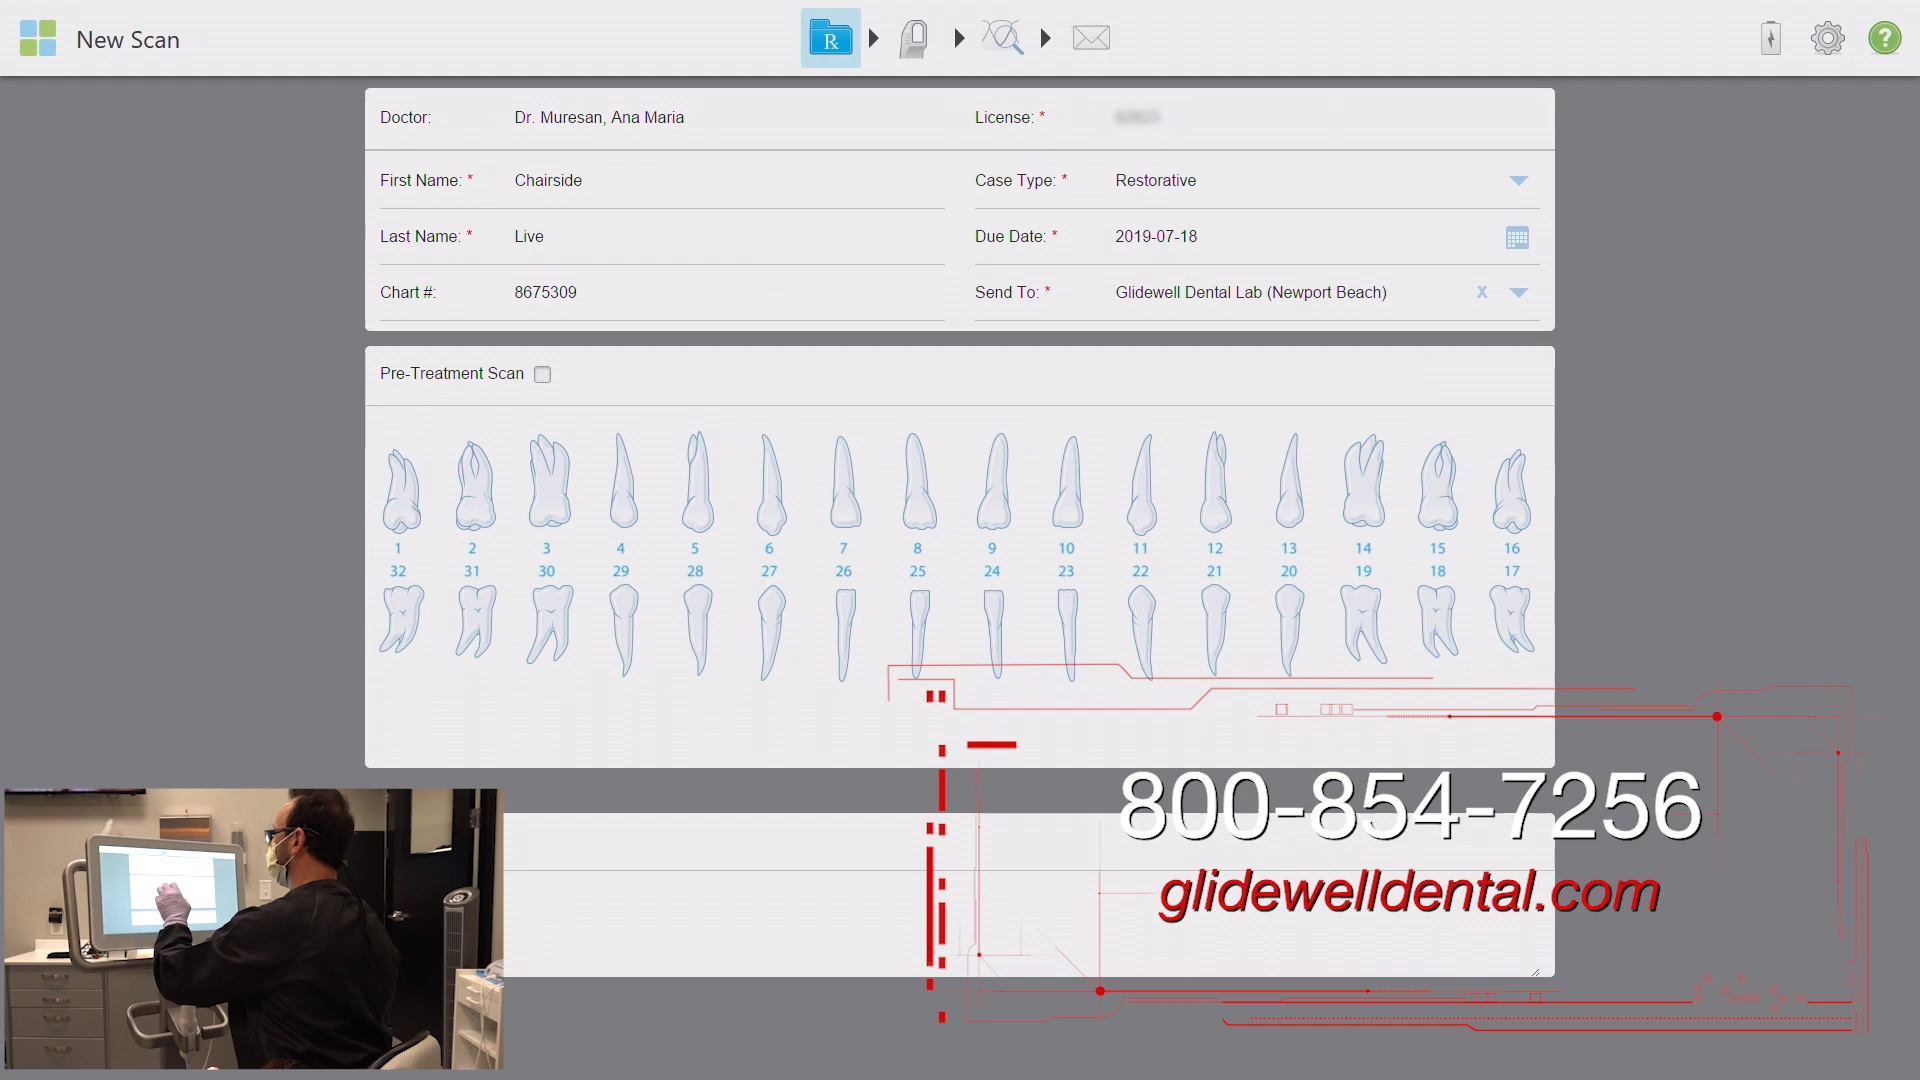 New Scan
R
?
Doctor: Dr. Muresan, Ana Maria License: *
First Name: * Chairside Case Type: * Restorative
Last Name: * Live Due Date: * 2019-07-18
Chart #: 8675309 Send To: * Glidewell Dental Lab (Newport Beach) X
Pre-Treatment Scan
1 2 3 4 5 6 7 8 9 10 11 12 13 14 15 16
32 31 30 29 28 27 26 25 24 23 22 21 20 19 18 17
800-854-7256
glidewelldental.com